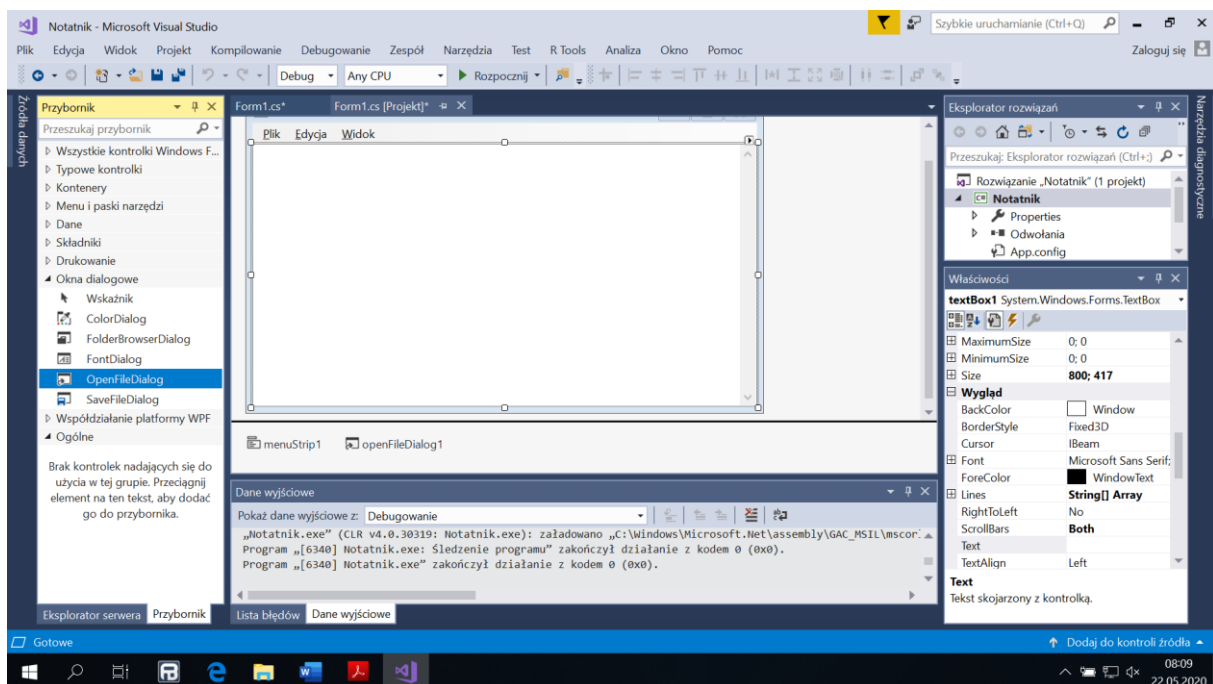 Notatnik - Microsoft Visual Studio
Szybkie uruchamianie (Ctrl+Q)
Plik Edycja Widok Projekt Kompilowanie Debugowanie Zespół Narzędzia Test R Tools Analiza Okno Pomoc
Zaloguj się
Debug Any CPU Rozpocznij
Źródła danych
Przybornik
Przeszukaj przybornik
Wszystkie kontrolki Windows F...
Typowe kontrolki
Kontenery
Menu i paski narzędzi
Dane
Składniki
Drukowanie
Okna dialogowe
Wskaźnik
ColorDialog
FolderBrowserDialog
FontDialog
OpenFileDialog
SaveFileDialog
Współdziałanie platformy WPF
Ogólne
Brak kontrolek nadających się do
użycia w tej grupie. Przeciągnij
element na ten tekst, aby dodać
go do przybornika.
Eksplorator serwera Przybornik
Form1.cs* Form1.cs [Projekt]*
Plik Edycja Widok
menuStrip1 openFileDialog1
Dane wyjściowe
Pokaż dane wyjściowe z: Debugowanie
„Notatnik.exe” (CLR v4.0.30319: Notatnik.exe): załadowano „C:\Windows\Microsoft.Net\assembly\GAC_MSIL\mscor
Program „[6340] Notatnik.exe: Śledzenie programu” zakończył działanie z kodem 0 (0x0).
Program „[6340] Notatnik.exe” zakończył działanie z kodem 0 (0x0).
Lista błędów Dane wyjściowe
Eksplorator rozwiązań
Przeszukaj: Eksplorator rozwiązań (Ctrl+;)
Rozwiązanie „Notatnik” (1 projekt)
C# Notatnik
Properties
Odwołania
App.config
Właściwości
textBox1 System.Windows.Forms.TextBox
MaximumSize 0; 0
MinimumSize 0; 0
Size 800; 417
Wygląd
BackColor Window
BorderStyle Fixed3D
Cursor IBeam
Font Microsoft Sans Serif;
ForeColor WindowText
Lines String[] Array
RightToLeft No
ScrollBars Both
Text
TextAlign Left
Text
Tekst skojarzony z kontrolką.
Narzędzia diagnostyczne
Gotowe
Dodaj do kontroli źródła
08:09
22.05.2020